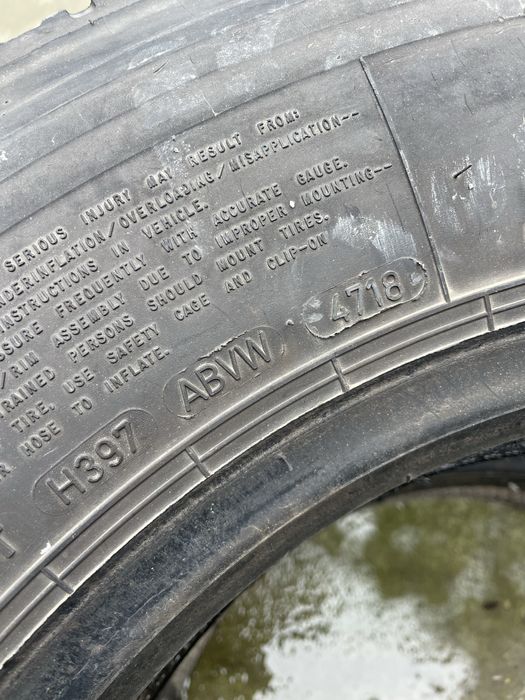 SERIOUS INJURY MAY RESULT FROM:
UNDERINFLATION/OVERLOADING/MISAPPLICATION--
INSTRUCTIONS IN VEHICLE.
FREQUENTLY WITH ACCURATE GAUGE.
/RIM ASSEMBLY DUE TO IMPROPER MOUNTING--
PERSONS SHOULD MOUNT TIRES.
TIRE, USE SAFETY CAGE AND CLIP-ON
HOSE TO INFLATE.
H397 ABVW 4718